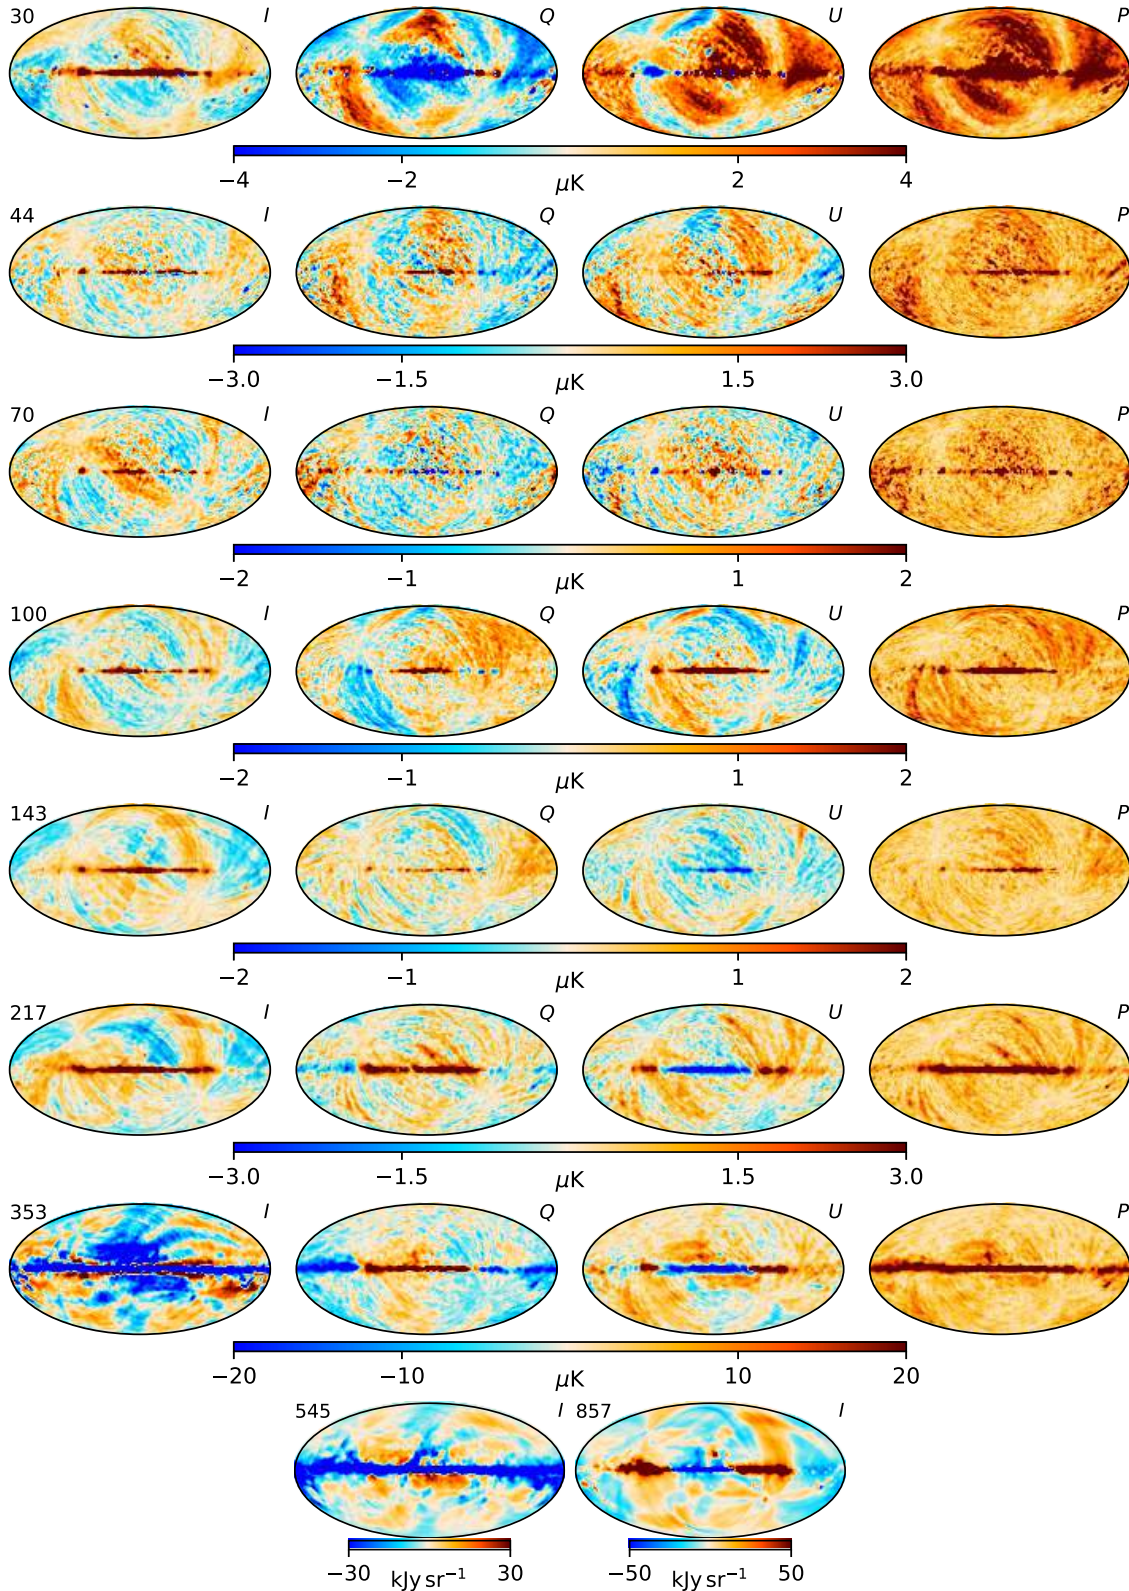 30 I Q U P
−4 −2 μK 2 4
44 I Q U P
−3.0 −1.5 μK 1.5 3.0
70 I Q U P
−2 −1 μK 1 2
100 I Q U P
−2 −1 μK 1 2
143 I Q U P
−2 −1 μK 1 2
217 I Q U P
−3.0 −1.5 μK 1.5 3.0
353 I Q U P
−20 −10 μK 10 20
545 I 857 I
−30 kJy sr⁻¹ 30 −50 kJy sr⁻¹ 50